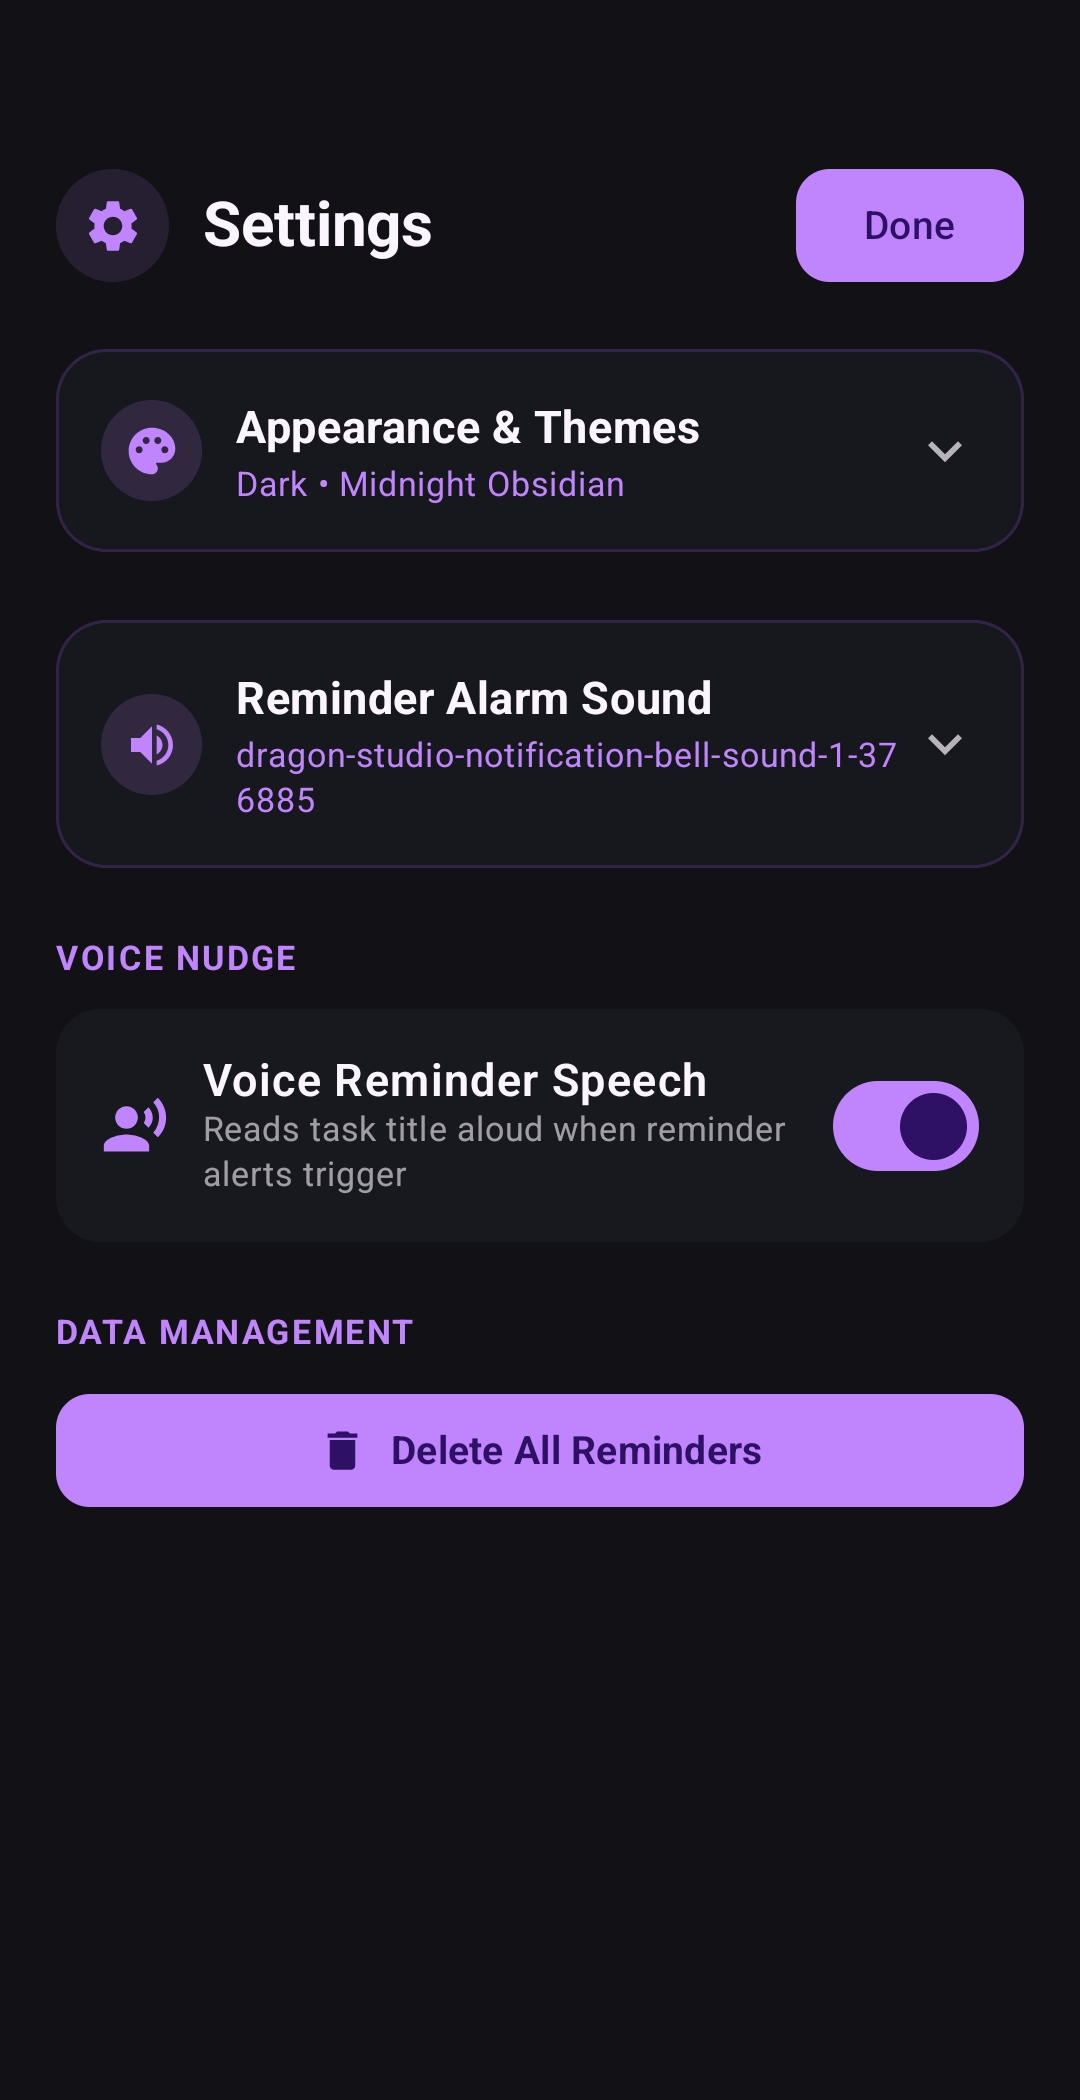 Settings
Done
Appearance & Themes
Dark • Midnight Obsidian
Reminder Alarm Sound
dragon-studio-notification-bell-sound-1-37
6885
VOICE NUDGE
Voice Reminder Speech
Reads task title aloud when reminder
alerts trigger
DATA MANAGEMENT
Delete All Reminders